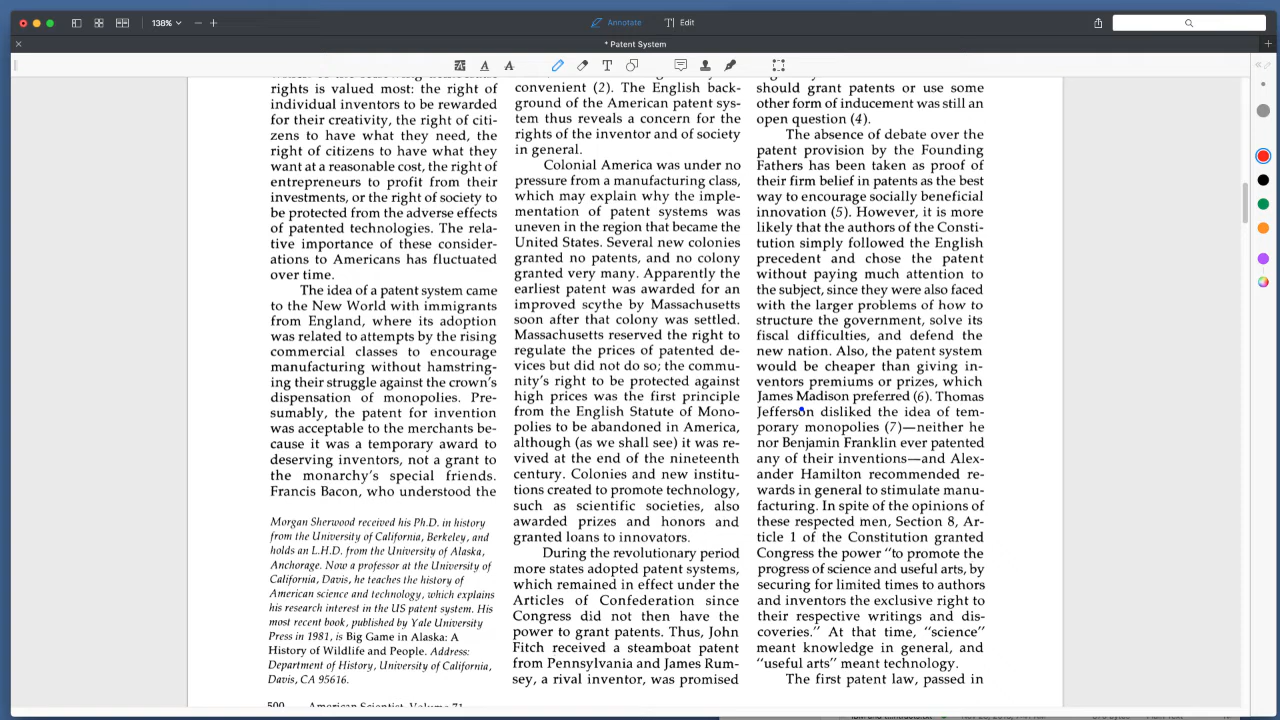 138%
Annotate
Edit
* Patent System
rights is valued most: the right of
individual inventors to be rewarded
for their creativity, the right of citi-
zens to have what they need, the
right of citizens to have what they
want at a reasonable cost, the right of
entrepreneurs to profit from their
investments, or the right of society to
be protected from the adverse effects
of patented technologies. The rela-
tive importance of these consider-
ations to Americans has fluctuated
over time.
The idea of a patent system came
to the New World with immigrants
from England, where its adoption
was related to attempts by the rising
commercial classes to encourage
manufacturing without hamstring-
ing their struggle against the crown's
dispensation of monopolies. Pre-
sumably, the patent for invention
was acceptable to the merchants be-
cause it was a temporary award to
deserving inventors, not a grant to
the monarchy's special friends.
Francis Bacon, who understood the
Morgan Sherwood received his Ph.D. in history
from the University of California, Berkeley, and
holds an L.H.D. from the University of Alaska,
Anchorage. Now a professor at the University of
California, Davis, he teaches the history of
American science and technology, which explains
his research interest in the US patent system. His
most recent book, published by Yale University
Press in 1981, is Big Game in Alaska: A
History of Wildlife and People. Address:
Department of History, University of California,
Davis, CA 95616.
500 American Scientist, Volume 71
convenient (2). The English back-
ground of the American patent sys-
tem thus reveals a concern for the
rights of the inventor and of society
in general.
Colonial America was under no
pressure from a manufacturing class,
which may explain why the imple-
mentation of patent systems was
uneven in the region that became the
United States. Several new colonies
granted no patents, and no colony
granted very many. Apparently the
earliest patent was awarded for an
improved scythe by Massachusetts
soon after that colony was settled.
Massachusetts reserved the right to
regulate the prices of patented de-
vices but did not do so; the commu-
nity's right to be protected against
high prices was the first principle
from the English Statute of Mono-
polies to be abandoned in America,
although (as we shall see) it was re-
vived at the end of the nineteenth
century. Colonies and new institu-
tions created to promote technology,
such as scientific societies, also
awarded prizes and honors and
granted loans to innovators.
During the revolutionary period
more states adopted patent systems,
which remained in effect under the
Articles of Confederation since
Congress did not then have the
power to grant patents. Thus, John
Fitch received a steamboat patent
from Pennsylvania and James Rum-
sey, a rival inventor, was promised
should grant patents or use some
other form of inducement was still an
open question (4).
The absence of debate over the
patent provision by the Founding
Fathers has been taken as proof of
their firm belief in patents as the best
way to encourage socially beneficial
innovation (5). However, it is more
likely that the authors of the Consti-
tution simply followed the English
precedent and chose the patent
without paying much attention to
the subject, since they were also faced
with the larger problems of how to
structure the government, solve its
fiscal difficulties, and defend the
new nation. Also, the patent system
would be cheaper than giving in-
ventors premiums or prizes, which
James Madison preferred (6). Thomas
Jefferson disliked the idea of tem-
porary monopolies (7)—neither he
nor Benjamin Franklin ever patented
any of their inventions—and Alex-
ander Hamilton recommended re-
wards in general to stimulate manu-
facturing. In spite of the opinions of
these respected men, Section 8, Ar-
ticle 1 of the Constitution granted
Congress the power "to promote the
progress of science and useful arts, by
securing for limited times to authors
and inventors the exclusive right to
their respective writings and dis-
coveries." At that time, "science"
meant knowledge in general, and
"useful arts" meant technology.
The first patent law, passed in